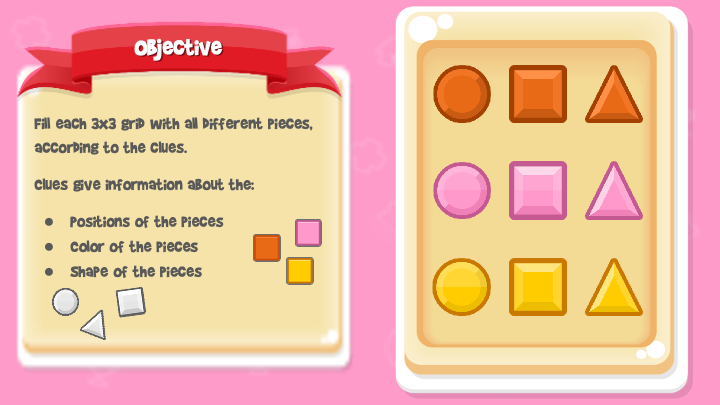 Objective
Fill each 3x3 grid with all different pieces,
according to the clues.
Clues give information about the:
• Positions of the pieces
• Color of the pieces
• Shape of the pieces